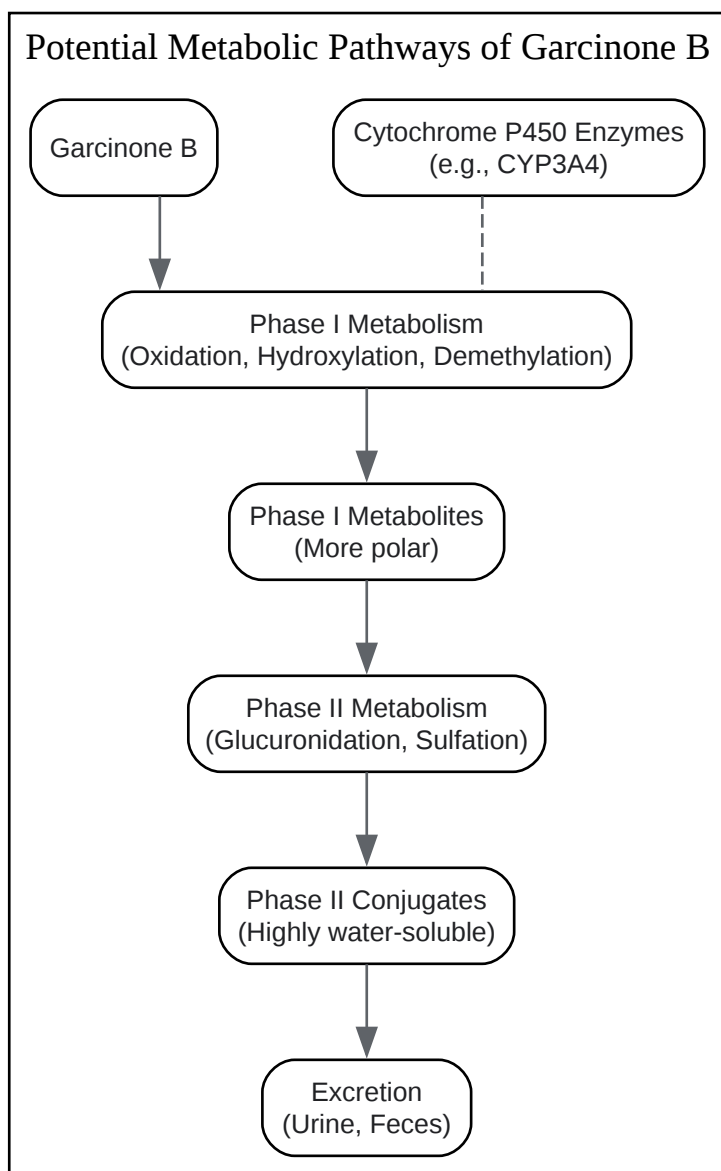 Potential Metabolic Pathways of Garcinone B
Garcinone B
Cytochrome P450 Enzymes
(e.g., CYP3A4)
Phase I Metabolism
(Oxidation, Hydroxylation, Demethylation)
Phase I Metabolites
(More polar)
Phase II Metabolism
(Glucuronidation, Sulfation)
Phase II Conjugates
(Highly water-soluble)
Excretion
(Urine, Feces)